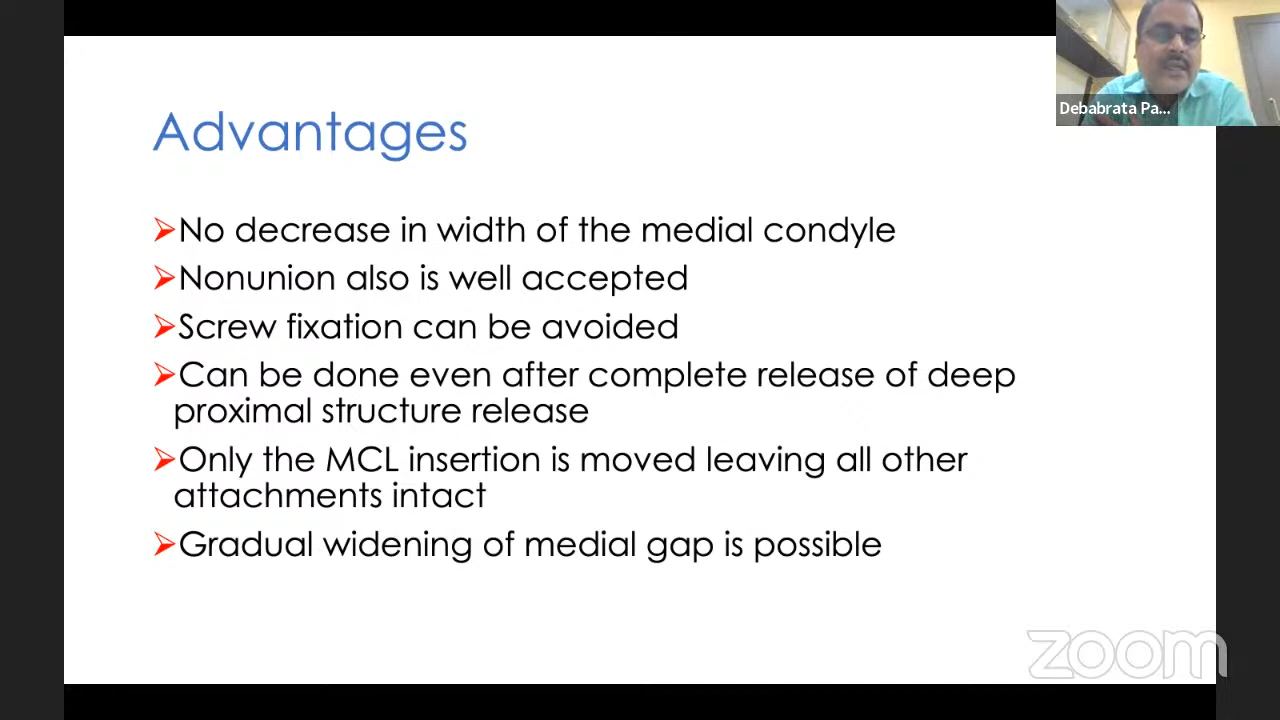 Debabrata Pa...
Advantages
➢No decrease in width of the medial condyle
➢Nonunion also is well accepted
➢Screw fixation can be avoided
➢Can be done even after complete release of deep
proximal structure release
➢Only the MCL insertion is moved leaving all other
attachments intact
➢Gradual widening of medial gap is possible
zoom